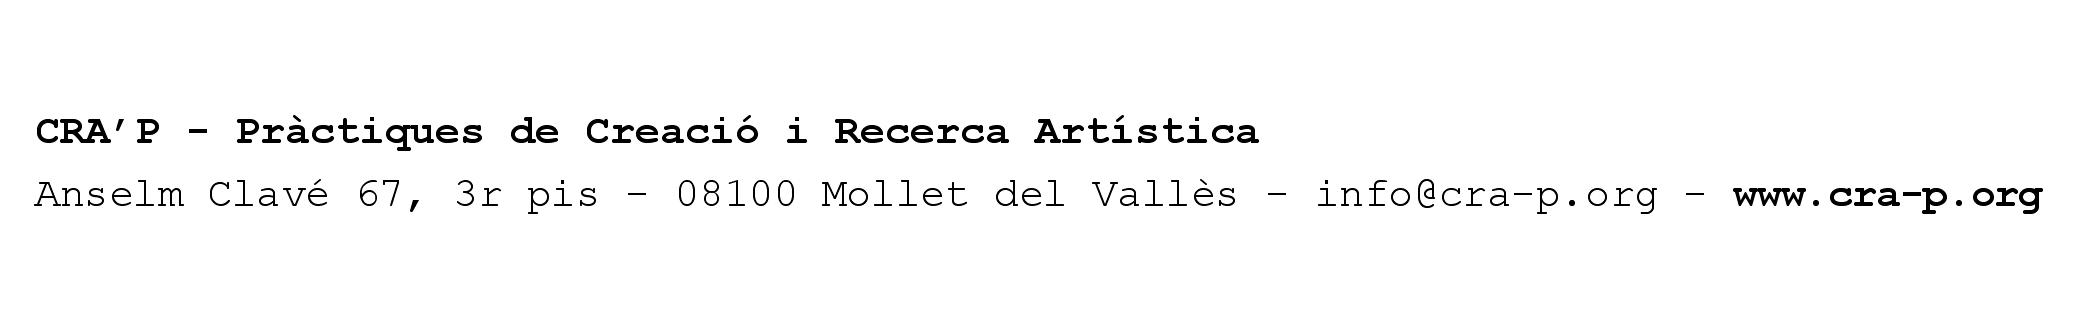 CRA’P - Pràctiques de Creació i Recerca Artística
Anselm Clavé 67, 3r pis - 08100 Mollet del Vallès - info@cra-p.org - www.cra-p.org